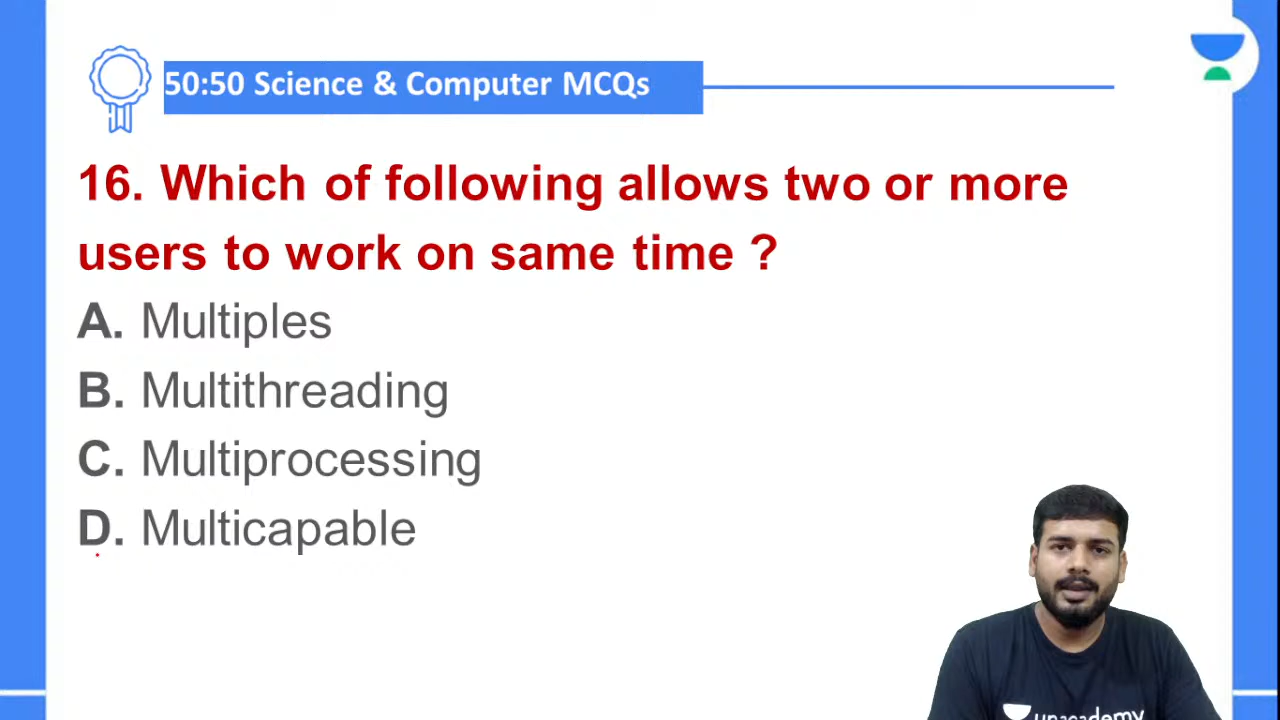 50:50 Science & Computer MCQs
16. Which of following allows two or more
users to work on same time ?
A. Multiples
B. Multithreading
C. Multiprocessing
D. Multicapable
unacademy